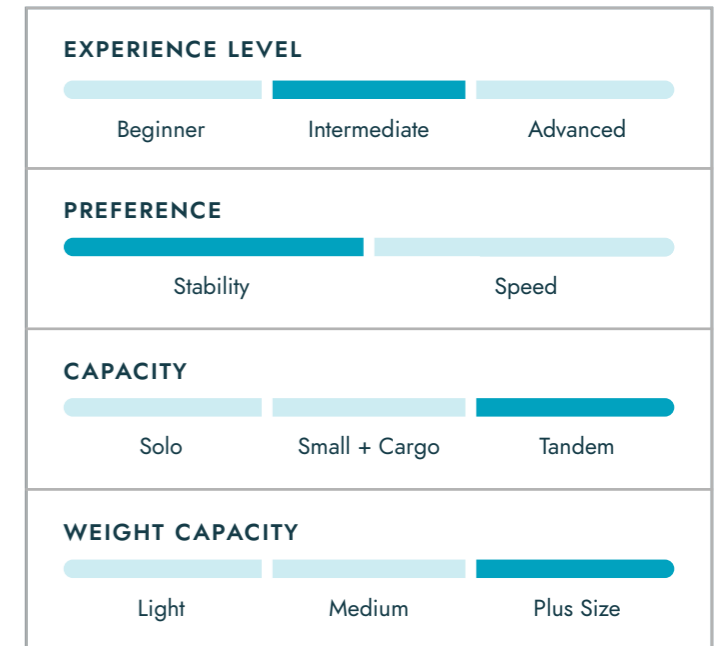 EXPERIENCE LEVEL
Beginner Intermediate Advanced
PREFERENCE
Stability Speed
CAPACITY
Solo Small + Cargo Tandem
WEIGHT CAPACITY
Light Medium Plus Size